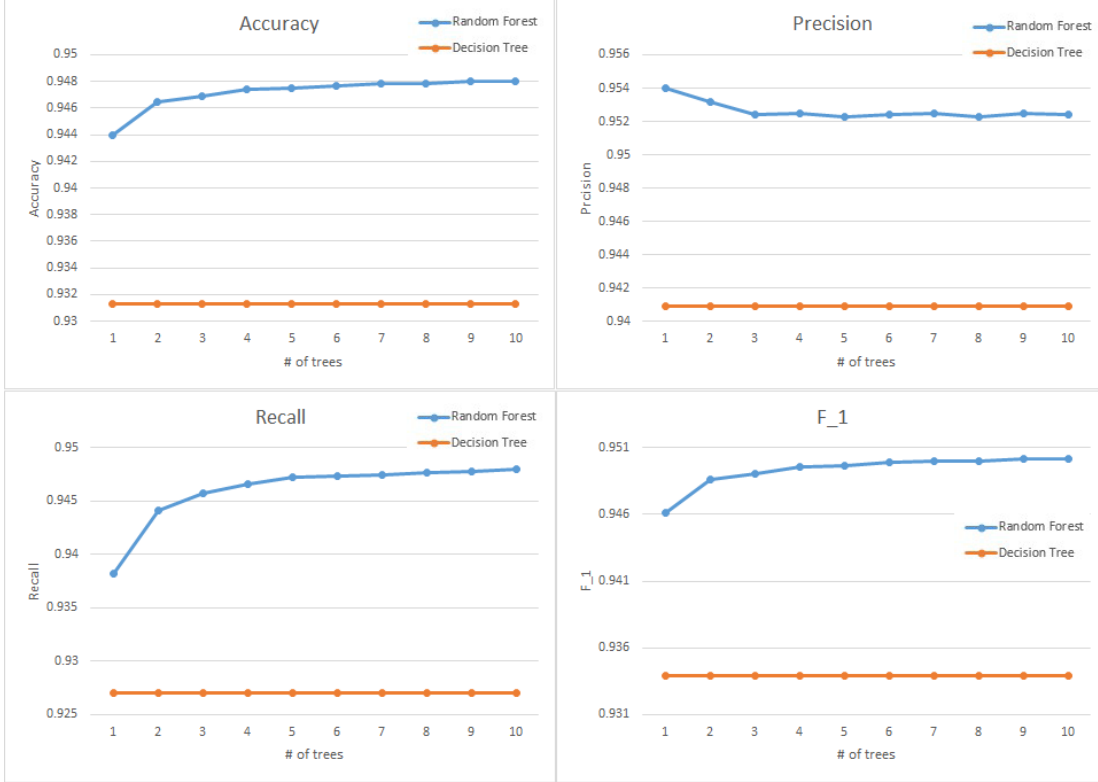 Accuracy
Random Forest
Decision Tree
0.95
0.948
0.946
0.944
0.942
0.94
0.938
0.936
0.934
0.932
0.93
Accuracy
1 2 3 4 5 6 7 8 9 10
# of trees
Precision
Random Forest
Decision Tree
0.956
0.954
0.952
0.95
0.948
0.946
0.944
0.942
0.94
Prcision
1 2 3 4 5 6 7 8 9 10
# of trees
Recall
Random Forest
Decision Tree
0.95
0.945
0.94
0.935
0.93
0.925
Recall
1 2 3 4 5 6 7 8 9 10
# of trees
F_1
Random Forest
Decision Tree
0.951
0.946
0.941
0.936
0.931
F_1
1 2 3 4 5 6 7 8 9 10
# of trees